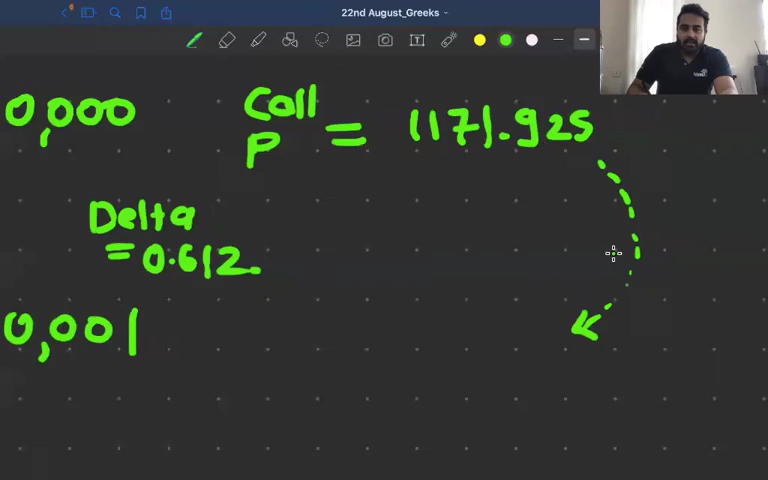 22nd August_Greeks
T
0,000
Call
P = 1171.925
Delta
= 0.612
0,001